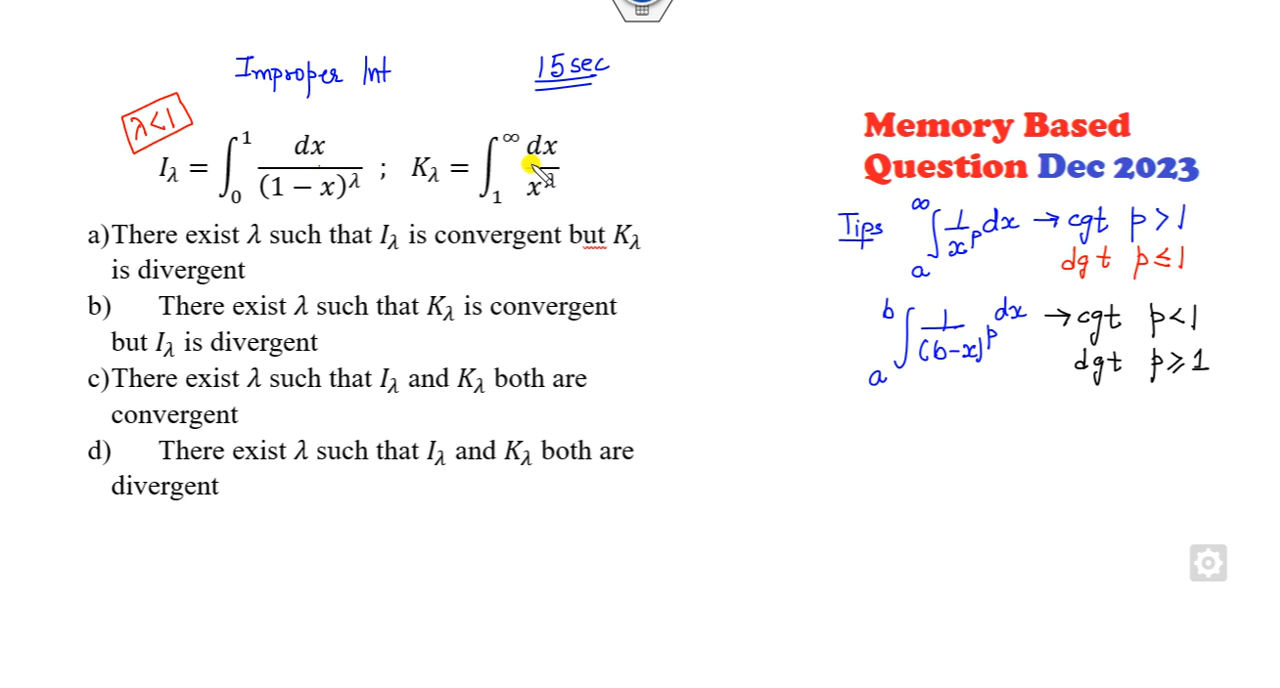 Improper Int 15 sec
λ<1
I_λ = ∫_0^1 dx/(1 − x)^λ ; K_λ = ∫_1^∞ dx/x^λ
a)There exist λ such that I_λ is convergent but K_λ
is divergent
b) There exist λ such that K_λ is convergent
but I_λ is divergent
c)There exist λ such that I_λ and K_λ both are
convergent
d) There exist λ such that I_λ and K_λ both are
divergent
Memory Based
Question Dec 2023
Tips ∫_a^∞ 1/x^p dx → cgt p > 1
dgt p ≤ 1
∫_a^b 1/(b-x)^p dx → cgt p < 1
dgt p ≥ 1